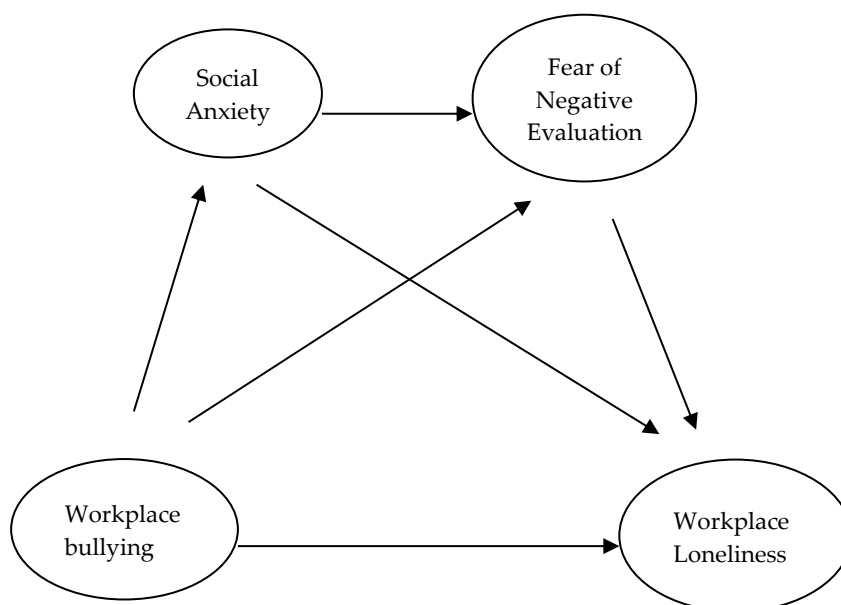 Social
Anxiety
Fear of
Negative
Evaluation
Workplace
bullying
Workplace
Loneliness